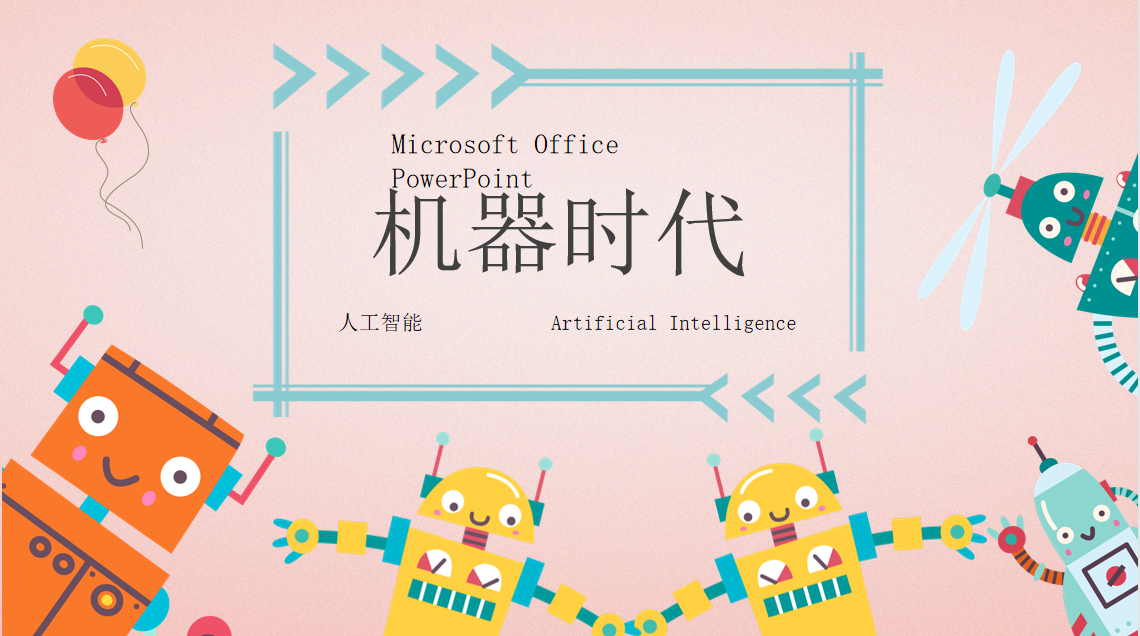 Microsoft Office
PowerPoint
机器时代
人工智能 Artificial Intelligence